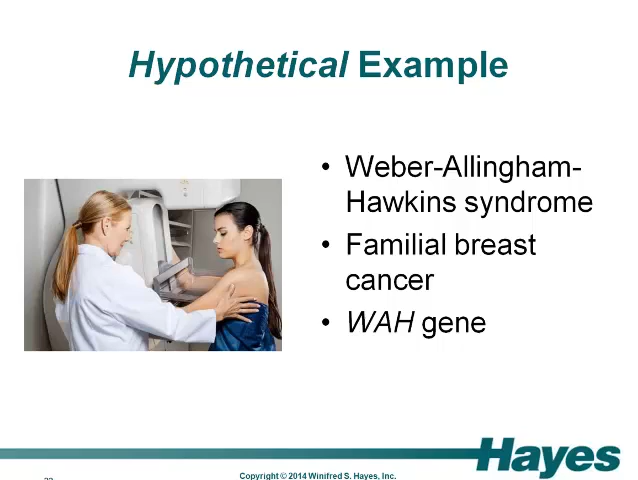 Hypothetical Example
• Weber-Allingham-
Hawkins syndrome
• Familial breast
cancer
• WAH gene
Hayes
Copyright © 2014 Winifred S. Hayes, Inc.